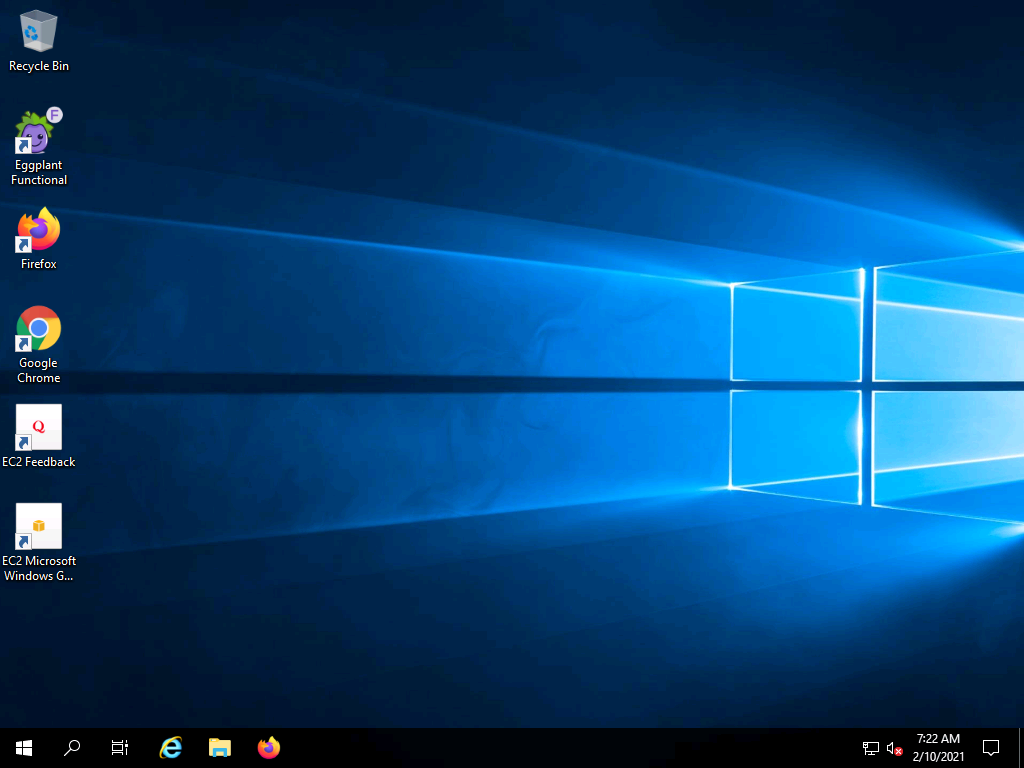 Recycle Bin
F
Eggplant
Functional
Firefox
Google
Chrome
Q
EC2 Feedback
EC2 Microsoft
Windows G...
7:22 AM
2/10/2021